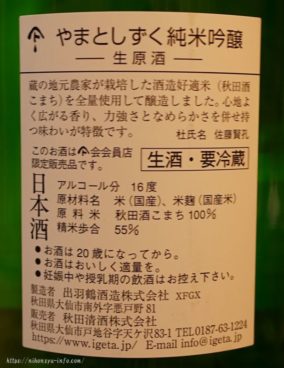 やまとしずく純米吟醸
ー生原酒ー
蔵の地元農家が栽培した酒造好適米（秋田酒
こまち）を全量使用して醸造しました。心地よ
く広がる香り、力強さとなめらかさを併せ持
つ味わいが特徴です。
杜氏名 佐藤賢孔
このお酒は会会員店
限定販売品です。
生酒・要冷蔵
日本酒
アルコール分 16度
原材料名 米（国産）、米麹（国産米）
原料米 秋田酒こまち100％
精米歩合 55％
●お酒は20歳になってから。
●お酒はおいしく適量を。
●妊娠中や授乳期の飲酒はお控え下さい。
製造者 出羽鶴酒造株式会社 XFGX
秋田県大仙市南外字悪戸野81
販売者 秋田清酒株式会社
秋田県大仙市戸地谷字天ケ沢83-1 TEL0187-63-1224
https://www.igeta.jp/ E-mail:info@igeta.jp
https://nihonsyu-info.com/